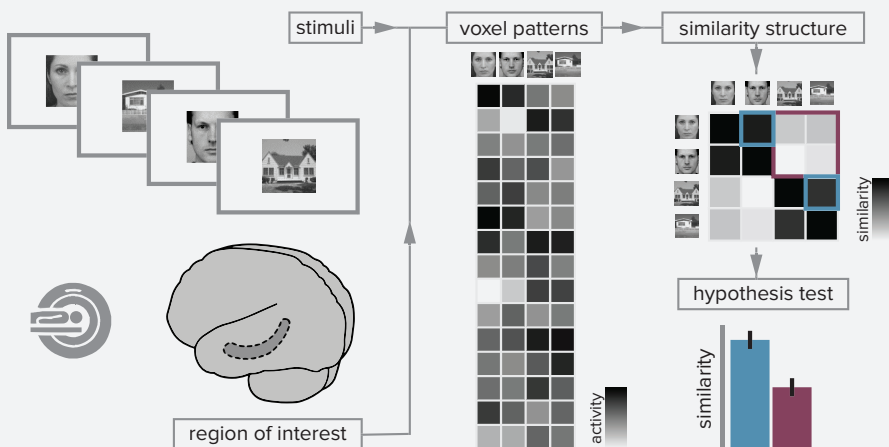 stimuli
voxel patterns
similarity structure
similarity
hypothesis test
similarity
activity
region of interest